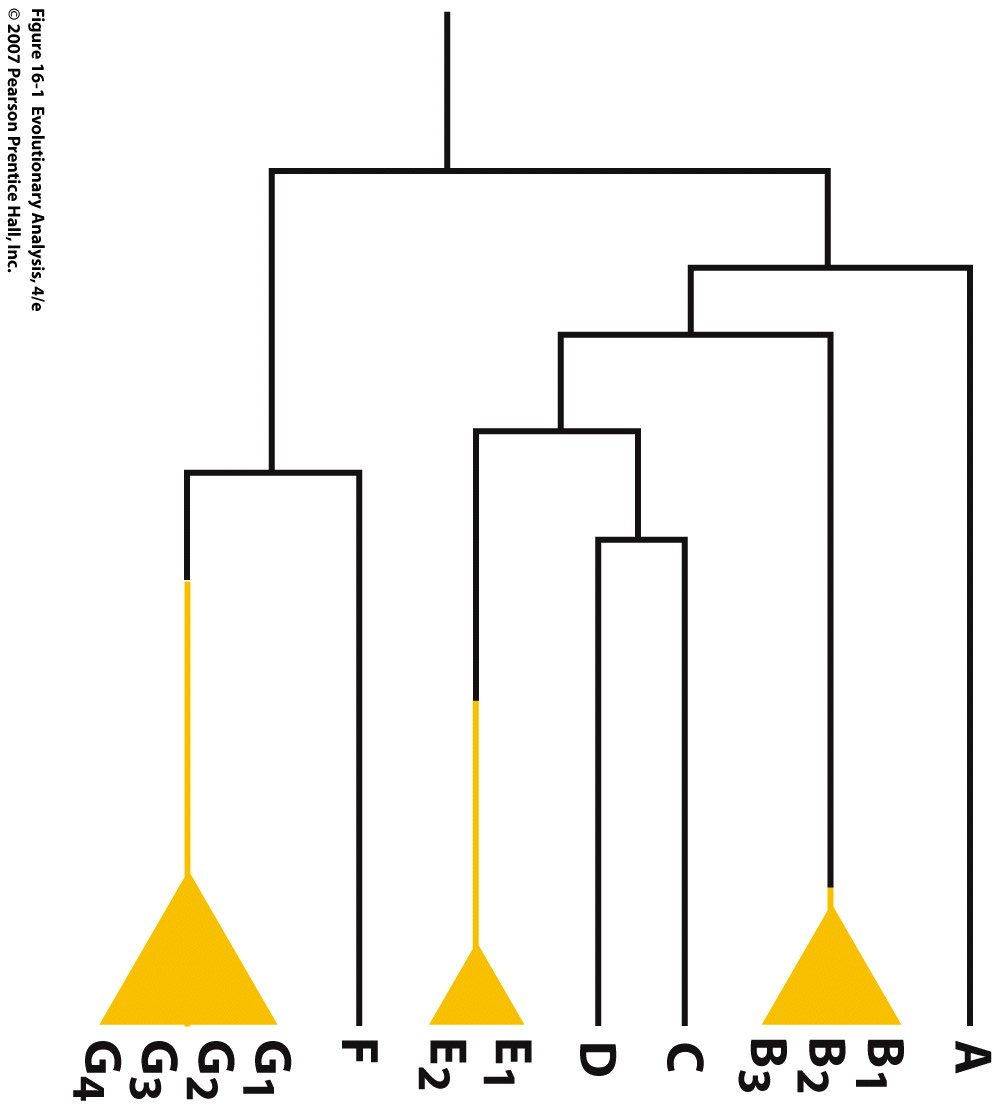 Figure 16-1 Evolutionary Analysis, 4/e
© 2007 Pearson Prentice Hall, Inc.
A
B1
B2
B3
C
D
E1
E2
F
G1
G2
G3
G4